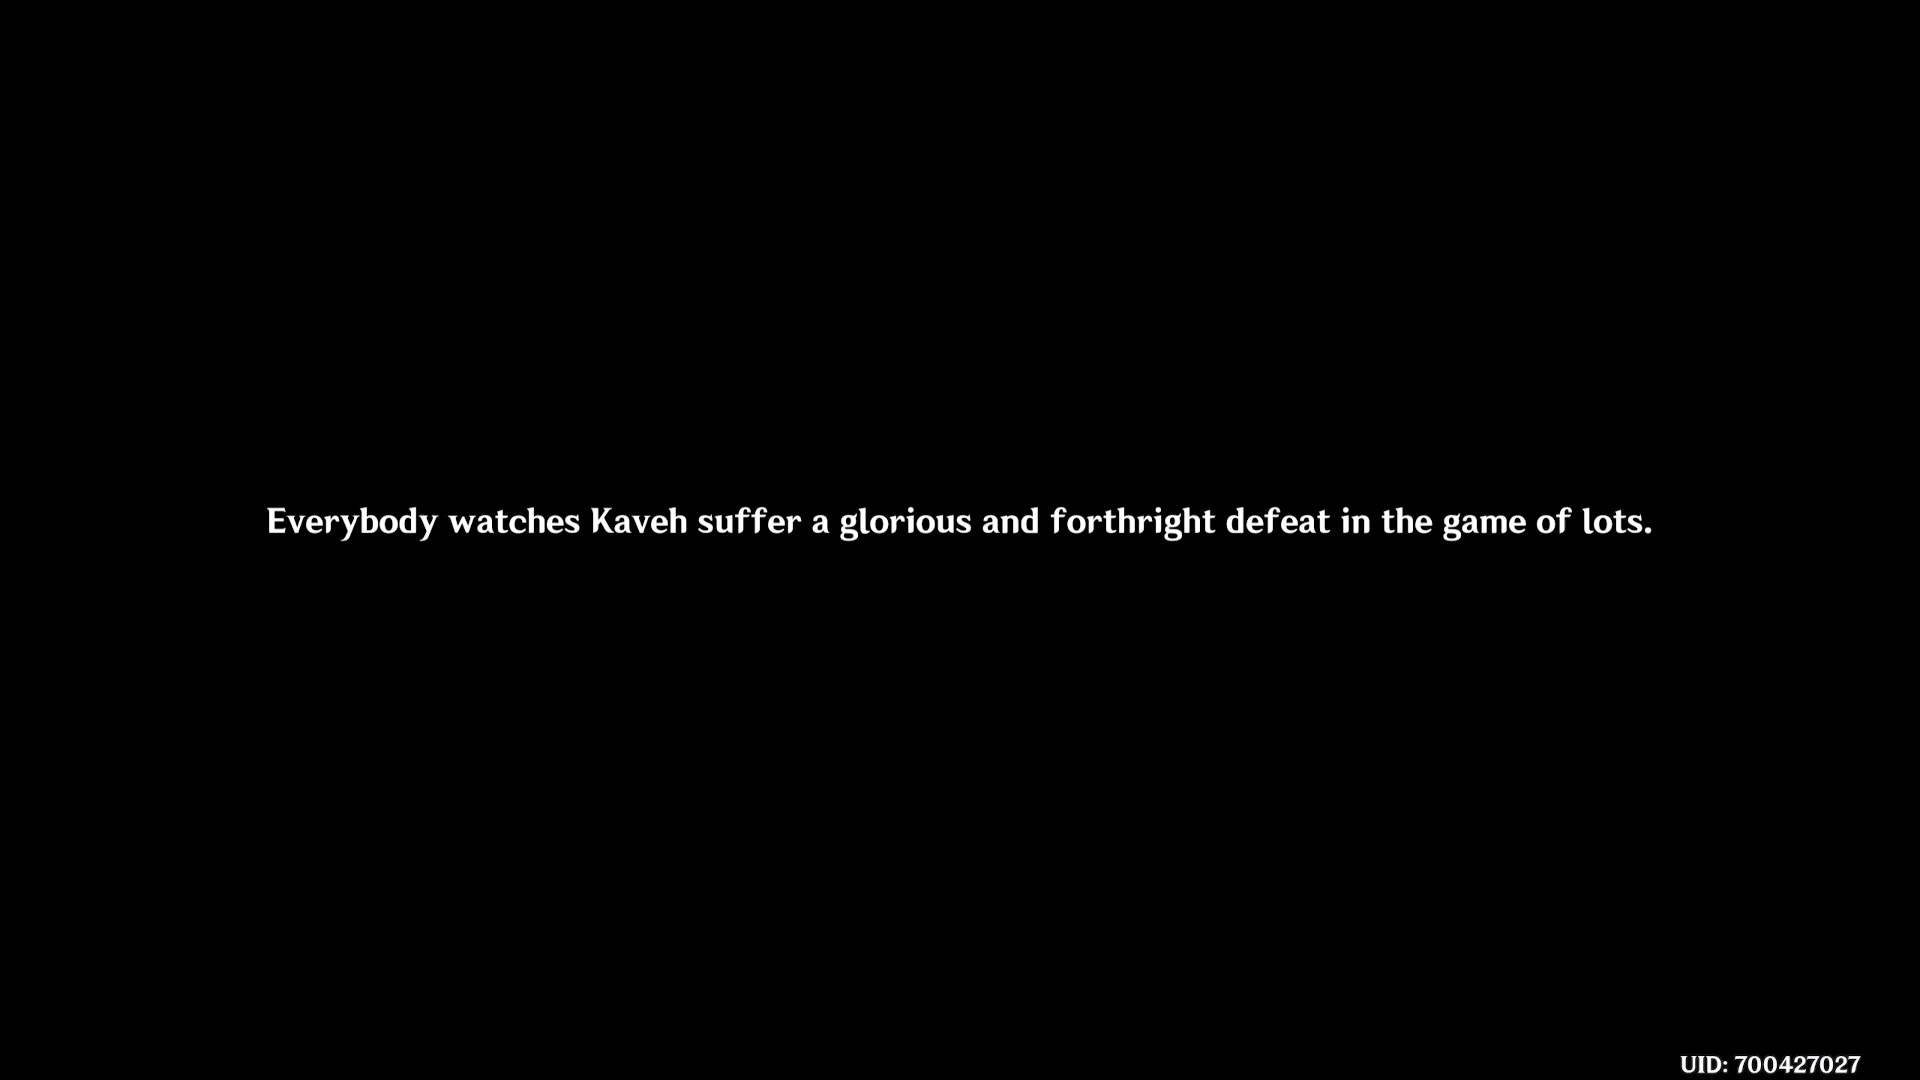 Everybody watches Kaveh suffer a glorious and forthright defeat in the game of lots.
UID: 700427027